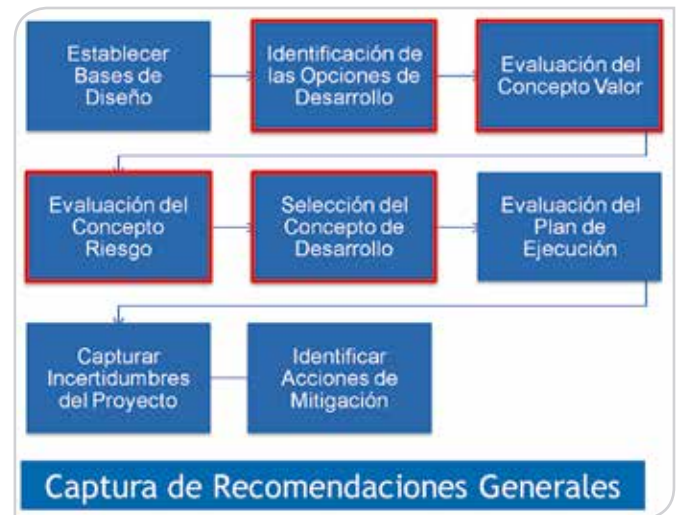 Establecer
Bases de
Diseño
Identificación de
las Opciones de
Desarrollo
Evaluación del
Concepto Valor
Evaluación del
Concepto
Riesgo
Selección del
Concepto de
Desarrollo
Evaluación del
Plan de
Ejecución
Capturar
Incertidumbres
del Proyecto
Identificar
Acciones de
Mitigación
Captura de Recomendaciones Generales